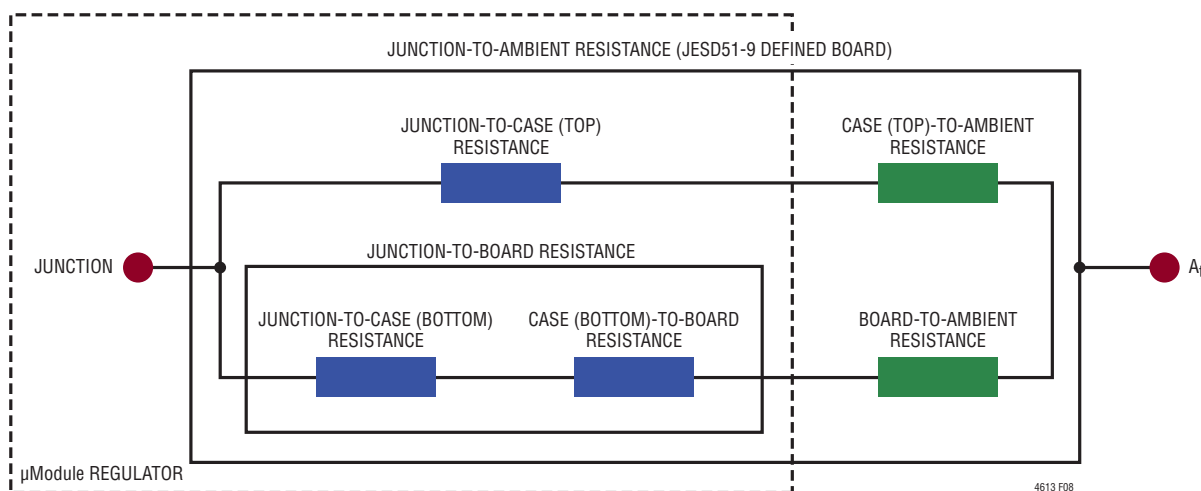 JUNCTION-TO-AMBIENT RESISTANCE (JESD51-9 DEFINED BOARD)
JUNCTION-TO-CASE (TOP)
RESISTANCE
CASE (TOP)-TO-AMBIENT
RESISTANCE
JUNCTION-TO-BOARD RESISTANCE
JUNCTION
JUNCTION-TO-CASE (BOTTOM)
RESISTANCE
CASE (BOTTOM)-TO-BOARD
RESISTANCE
BOARD-TO-AMBIENT
RESISTANCE
µModule REGULATOR
4613 F08